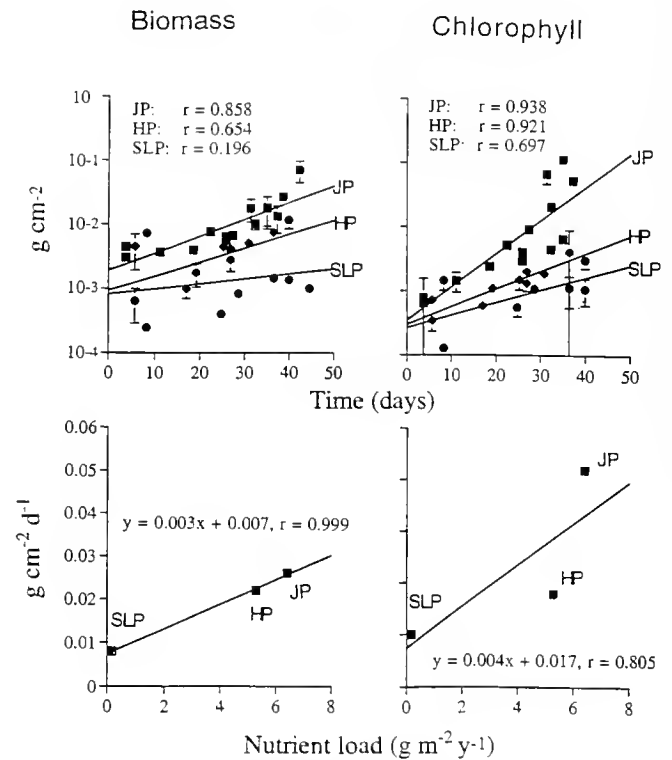 Biomass
Chlorophyll
JP: r = 0.858
HP: r = 0.654
SLP: r = 0.196
JP: r = 0.938
HP: r = 0.921
SLP: r = 0.697
10
10-1
10-2
10-3
10-4
g cm-2
JP
HP
SLP
JP
HP
SLP
0 10 20 30 40 50
0 10 20 30 40 50
Time (days)
0.06
0.05
0.04
0.03
0.02
0.01
0
g cm-2 d-1
y = 0.003x + 0.007, r = 0.999
SLP
HP
JP
JP
HP
SLP
y = 0.004x + 0.017, r = 0.805
0 2 4 6 8
0 2 4 6 8
Nutrient load (g m-2 y-1)